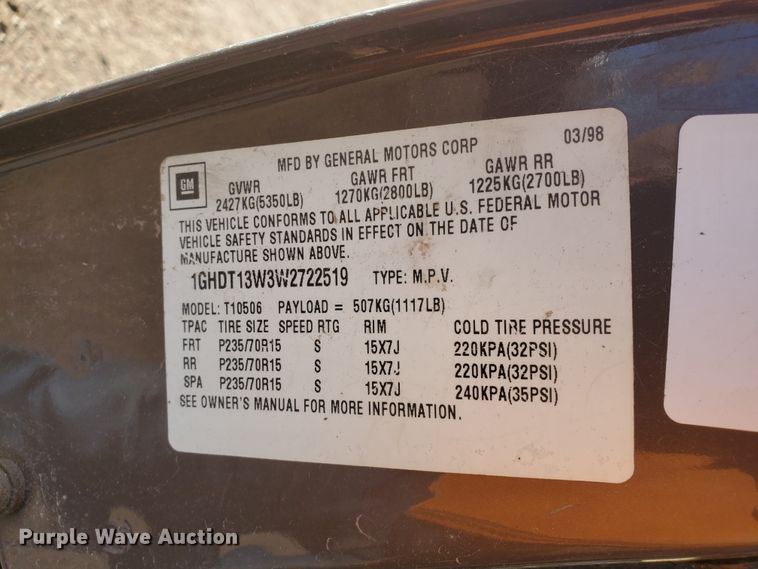 MFD BY GENERAL MOTORS CORP 03/98
GM
GVWR GAWR FRT GAWR RR
2427KG(5350LB) 1270KG(2800LB) 1225KG(2700LB)
THIS VEHICLE CONFORMS TO ALL APPLICABLE U.S. FEDERAL MOTOR
VEHICLE SAFETY STANDARDS IN EFFECT ON THE DATE OF
MANUFACTURE SHOWN ABOVE.
1GHDT13W3W2722519 TYPE: M.P.V.
MODEL: T10506 PAYLOAD = 507KG(1117LB)
TPAC TIRE SIZE SPEED RTG RIM COLD TIRE PRESSURE
FRT P235/70R15 S 15X7J 220KPA(32PSI)
RR P235/70R15 S 15X7J 220KPA(32PSI)
SPA P235/70R15 S 15X7J 240KPA(35PSI)
SEE OWNER'S MANUAL FOR MORE INFORMATION.
Purple Wave Auction